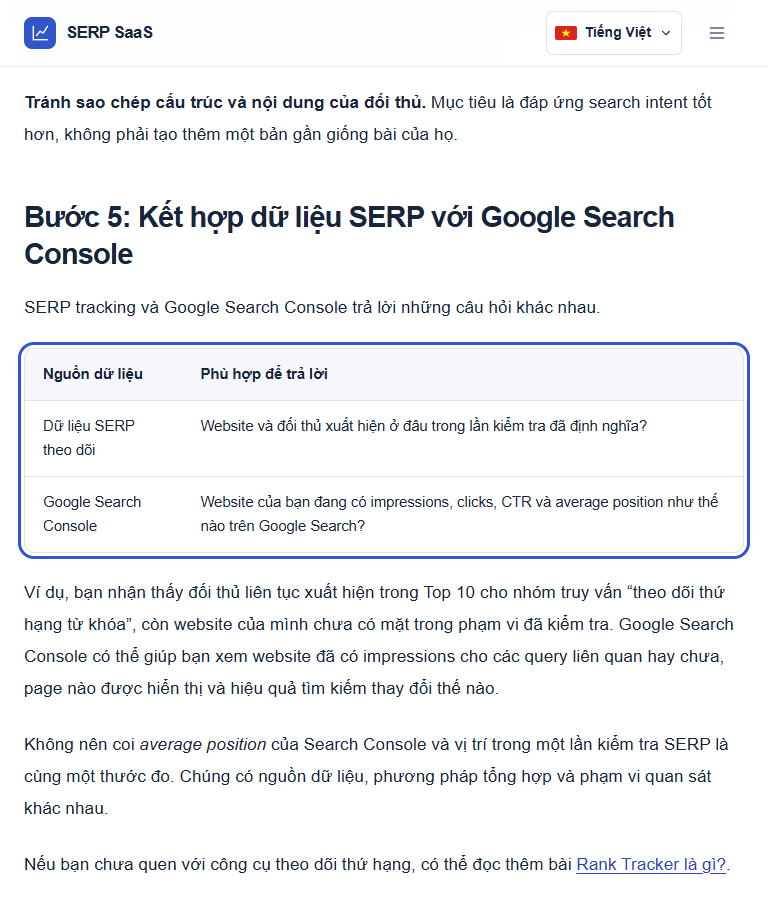 SERP SaaS
Tiếng Việt
Tránh sao chép cấu trúc và nội dung của đối thủ. Mục tiêu là đáp ứng search intent tốt
hơn, không phải tạo thêm một bản gần giống bài của họ.
Bước 5: Kết hợp dữ liệu SERP với Google Search
Console
SERP tracking và Google Search Console trả lời những câu hỏi khác nhau.
Nguồn dữ liệu
Phù hợp để trả lời
Dữ liệu SERP
theo dõi
Website và đối thủ xuất hiện ở đâu trong lần kiểm tra đã định nghĩa?
Google Search
Console
Website của bạn đang có impressions, clicks, CTR và average position như thế
nào trên Google Search?
Ví dụ, bạn nhận thấy đối thủ liên tục xuất hiện trong Top 10 cho nhóm truy vấn “theo dõi thứ
hạng từ khóa”, còn website của mình chưa có mặt trong phạm vi đã kiểm tra. Google Search
Console có thể giúp bạn xem website đã có impressions cho các query liên quan hay chưa,
page nào được hiển thị và hiệu quả tìm kiếm thay đổi thế nào.
Không nên coi average position của Search Console và vị trí trong một lần kiểm tra SERP là
cùng một thước đo. Chúng có nguồn dữ liệu, phương pháp tổng hợp và phạm vi quan sát
khác nhau.
Nếu bạn chưa quen với công cụ theo dõi thứ hạng, có thể đọc thêm bài Rank Tracker là gì?.